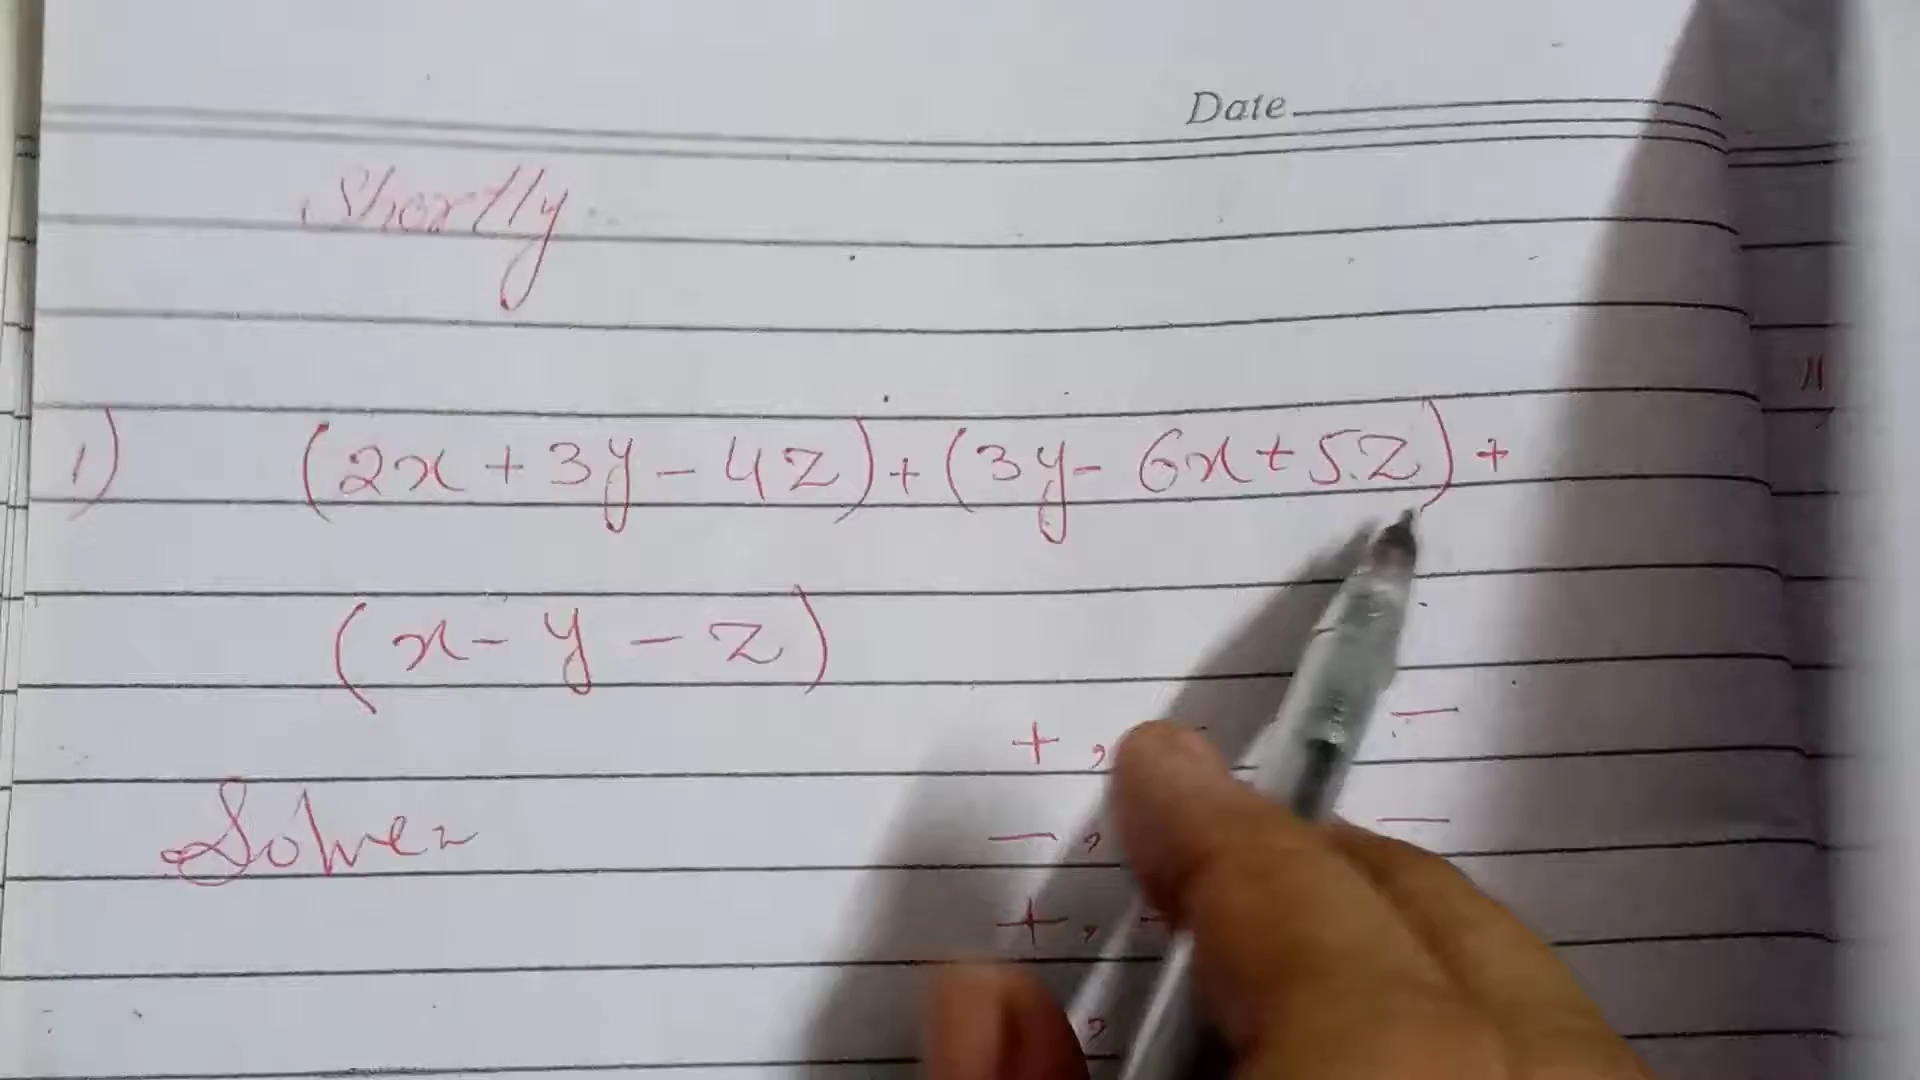 Date
Shortly
1) (2x + 3y - 4z) + (3y - 6x + 5z) +
(x - y - z)
+ , -
- , -
Solve
+ , +
,